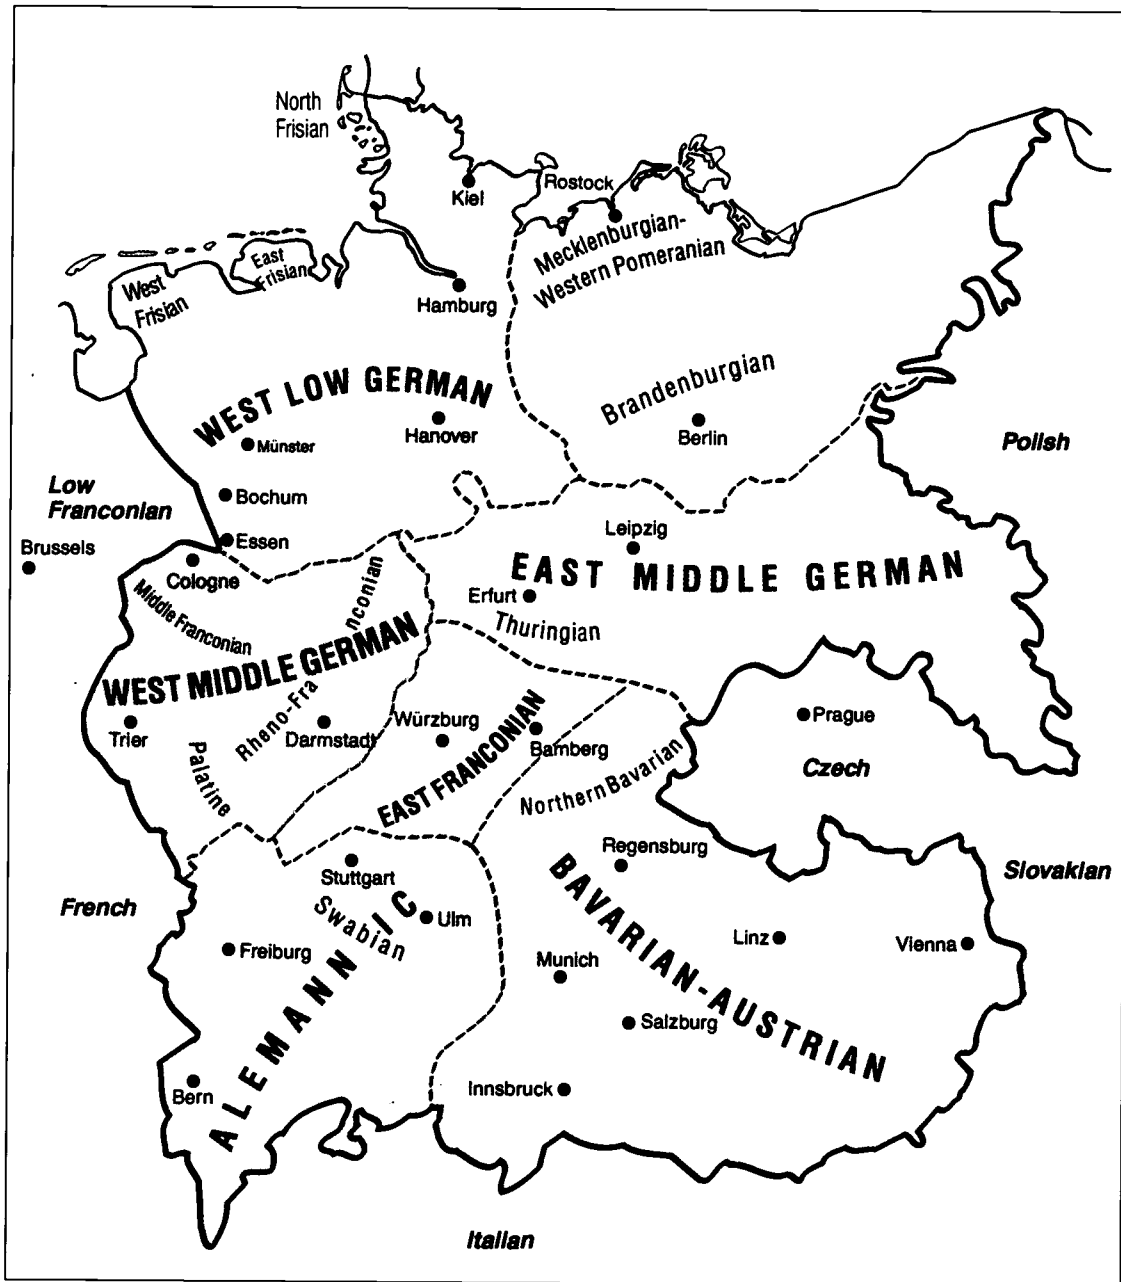 North
Frisian
Kiel
Rostock
Mecklenburgian-
Western Pomeranian
East
Frisian
West
Frisian
Hamburg
WEST LOW GERMAN
Brandenburgian
Hanover
Berlin
Münster
Polish
Low
Franconian
Bochum
Essen
Brussels
Cologne
Leipzig
EAST MIDDLE GERMAN
Erfurt
Thuringian
Middle Franconian
WEST MIDDLE GERMAN
Rheno-Franconian
Trier
Darmstadt
Würzburg
Bamberg
EAST FRANCONIAN
Prague
Czech
Palatine
Northern Bavarian
Regensburg
Slovakian
French
Stuttgart
Swabian
Ulm
BAVARIAN-AUSTRIAN
Linz
Vienna
Freiburg
Munich
Salzburg
ALEMANNIC
Bern
Innsbruck
Italian